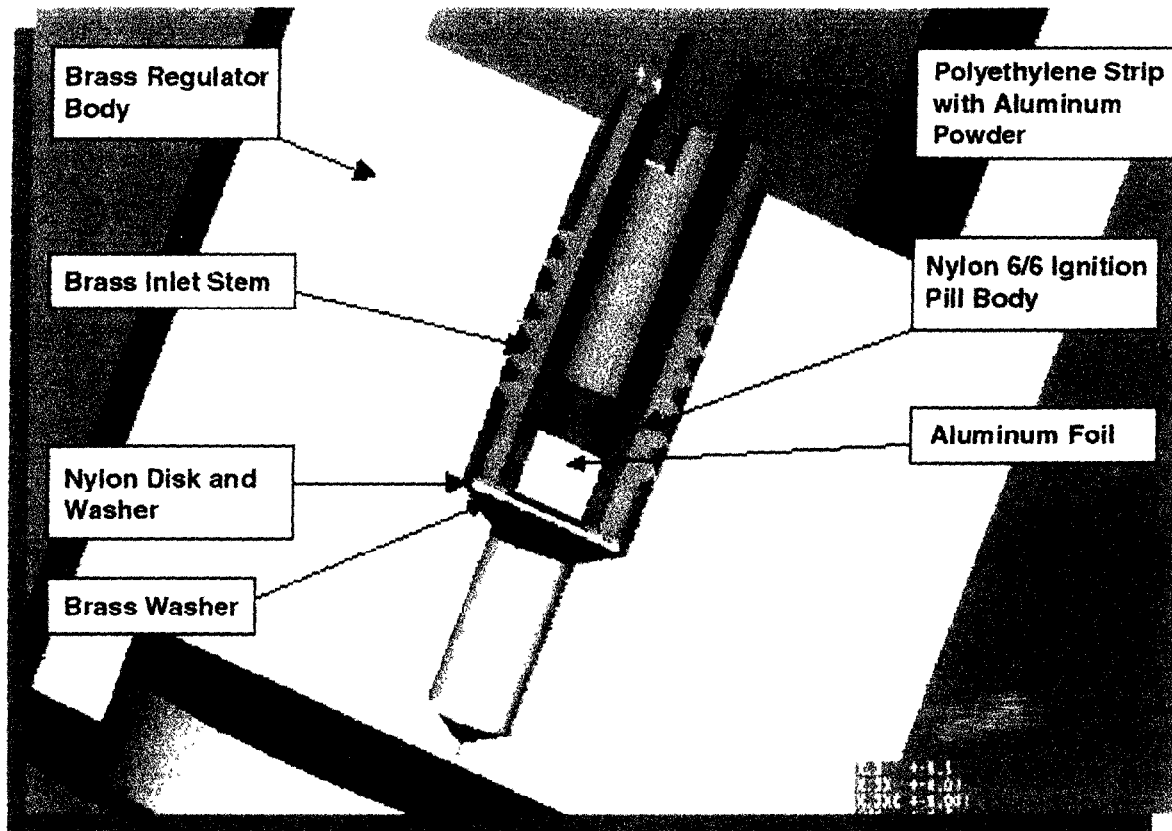 Brass Regulator
Body
Polyethylene Strip
with Aluminum
Powder
Brass Inlet Stem
Nylon 6/6 Ignition
Pill Body
Nylon Disk and
Washer
Aluminum Foil
Brass Washer